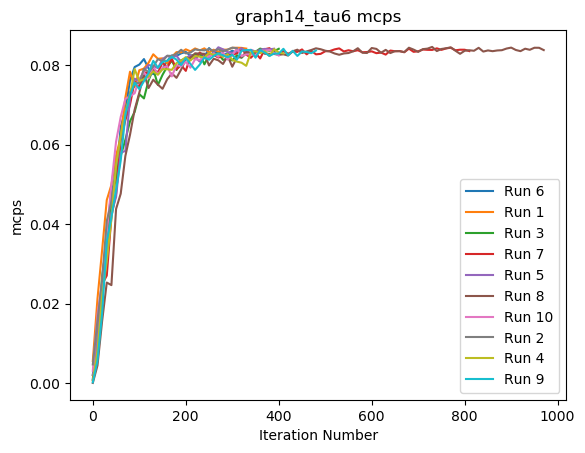 graph14_tau6 mcps
mcps
0.08
0.06
0.04
0.02
0.00
Run 6
Run 1
Run 3
Run 7
Run 5
Run 8
Run 10
Run 2
Run 4
Run 9
0 200 400 600 800 1000
Iteration Number